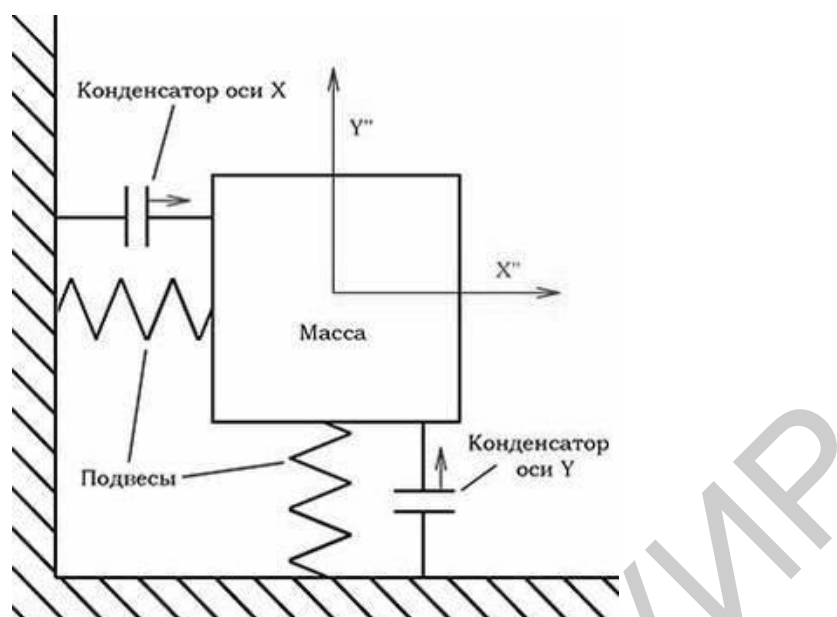 Конденсатор оси X
Y"
X"
Масса
Конденсатор
оси Y
Подвесы